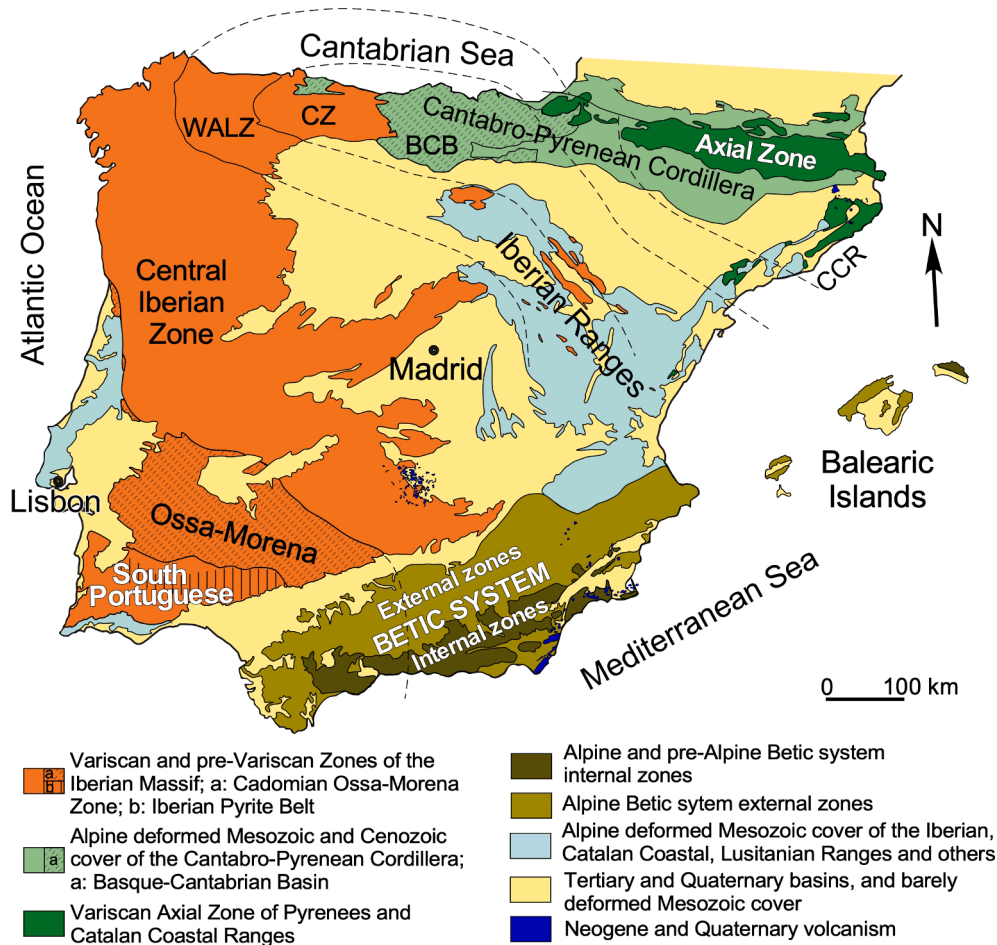 Cantabrian Sea
WALZ
CZ
BCB
Cantabro-Pyrenean Cordillera
Axial Zone
Atlantic Ocean
Central
Iberian
Zone
Iberian Ranges
CCR
N
Madrid
Lisbon
Ossa-Morena
South
Portuguese
External zones
BETIC SYSTEM
Internal zones
Balearic
Islands
Mediterranean Sea
0 100 km
a
b
Variscan and pre-Variscan Zones of the
Iberian Massif; a: Cadomian Ossa-Morena
Zone; b: Iberian Pyrite Belt
a
Alpine deformed Mesozoic and Cenozoic
cover of the Cantabro-Pyrenean Cordillera;
a: Basque-Cantabrian Basin
Variscan Axial Zone of Pyrenees and
Catalan Coastal Ranges
Alpine and pre-Alpine Betic system
internal zones
Alpine Betic sytem external zones
Alpine deformed Mesozoic cover of the Iberian,
Catalan Coastal, Lusitanian Ranges and others
Tertiary and Quaternary basins, and barely
deformed Mesozoic cover
Neogene and Quaternary volcanism